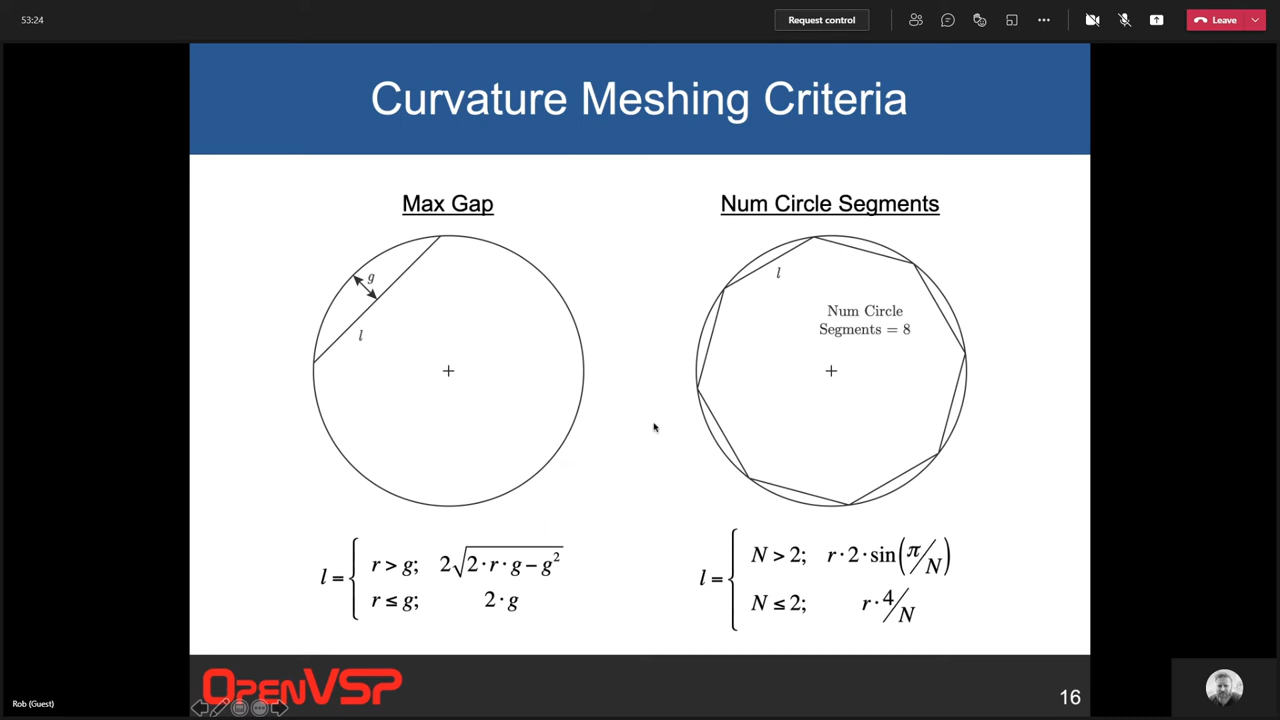 53:24
Request control
Leave
Curvature Meshing Criteria
Max Gap
Num Circle Segments
g
l
l
Num Circle
Segments = 8
l = { r > g; 2√(2·r·g − g²)
r ≤ g; 2·g
l = { N > 2; r·2·sin(π/N)
N ≤ 2; r·4/N
OPENVSP
16
Rob (Guest)